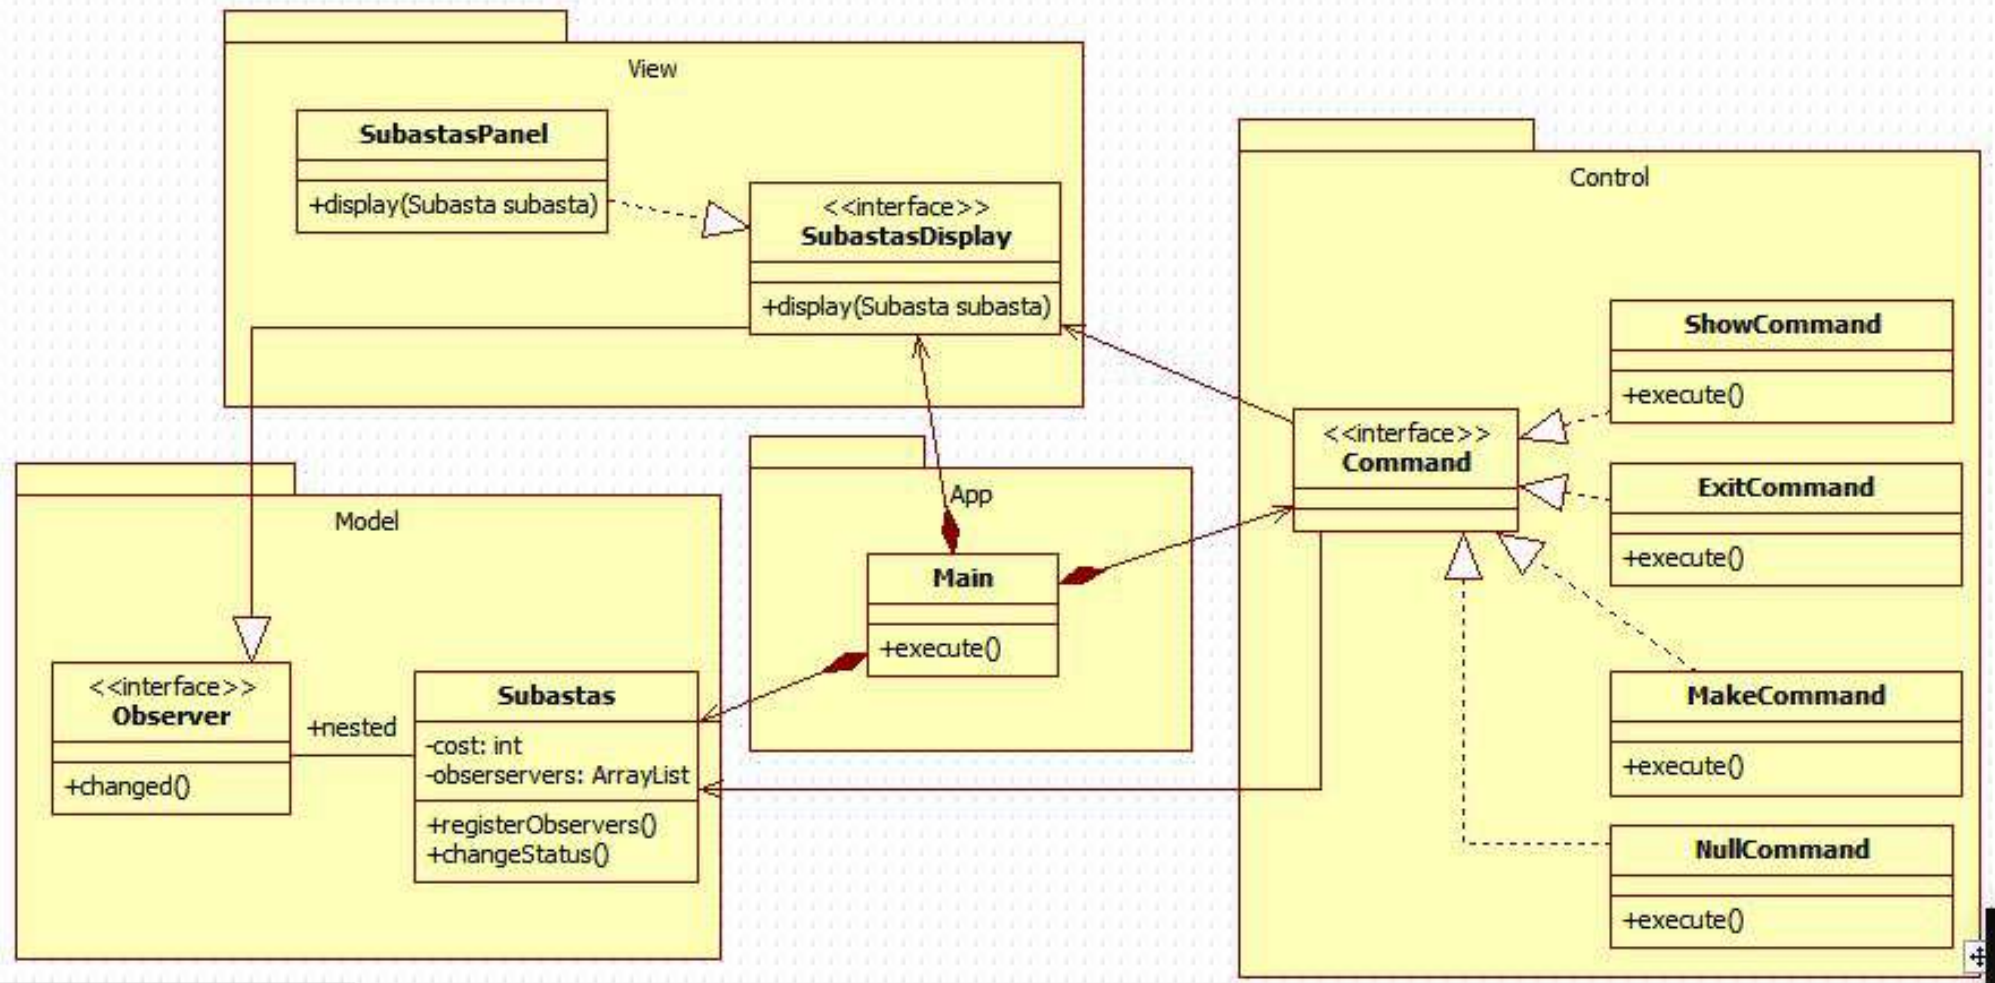 View
SubastasPanel
+display(Subasta subasta)
<<interface>>
SubastasDisplay
+display(Subasta subasta)
Control
ShowCommand
+execute()
<<interface>>
Command
ExitCommand
+execute()
MakeCommand
+execute()
NullCommand
+execute()
App
Main
+execute()
Model
<<interface>>
Observer
+changed()
+nested
Subastas
-cost: int
-obserservers: ArrayList
+registerObservers()
+changeStatus()